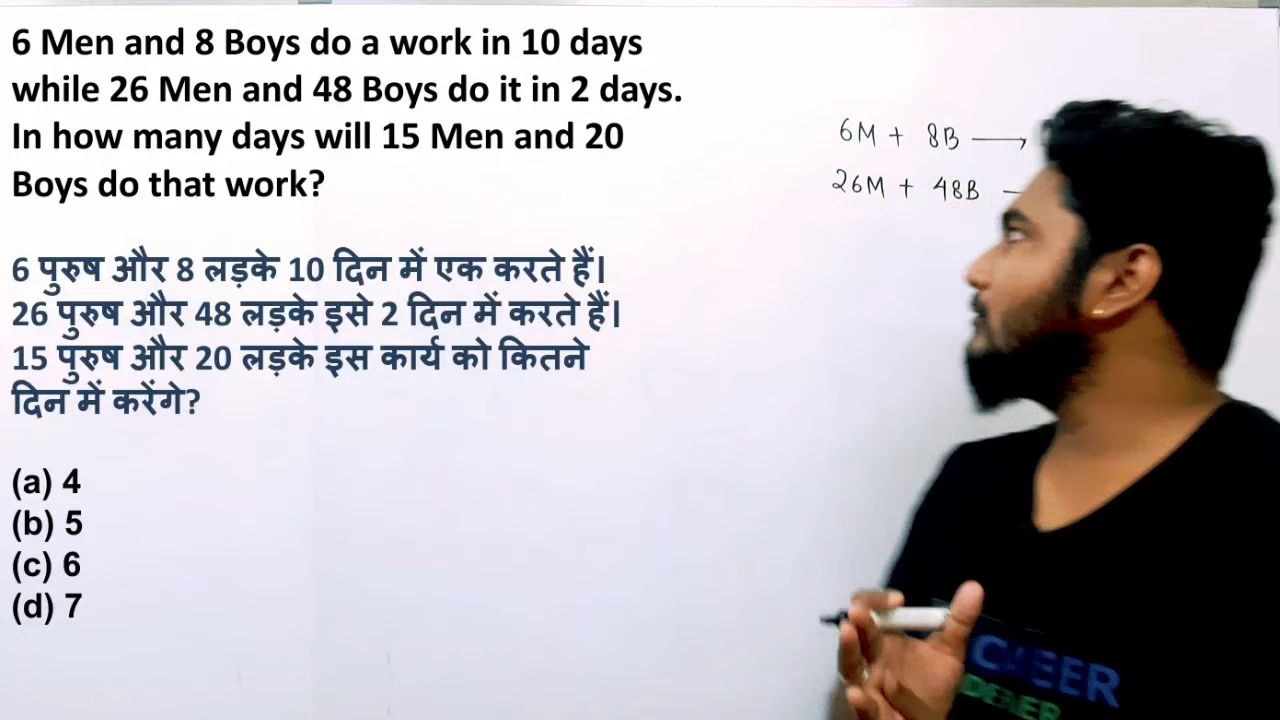 6 Men and 8 Boys do a work in 10 days
while 26 Men and 48 Boys do it in 2 days.
In how many days will 15 Men and 20
Boys do that work?
6 पुरुष और 8 लड़के 10 दिन में एक करते हैं।
26 पुरुष और 48 लड़के इसे 2 दिन में करते हैं।
15 पुरुष और 20 लड़के इस कार्य को कितने
दिन में करेंगे?
(a) 4
(b) 5
(c) 6
(d) 7
6M + 8B →
26M + 48B